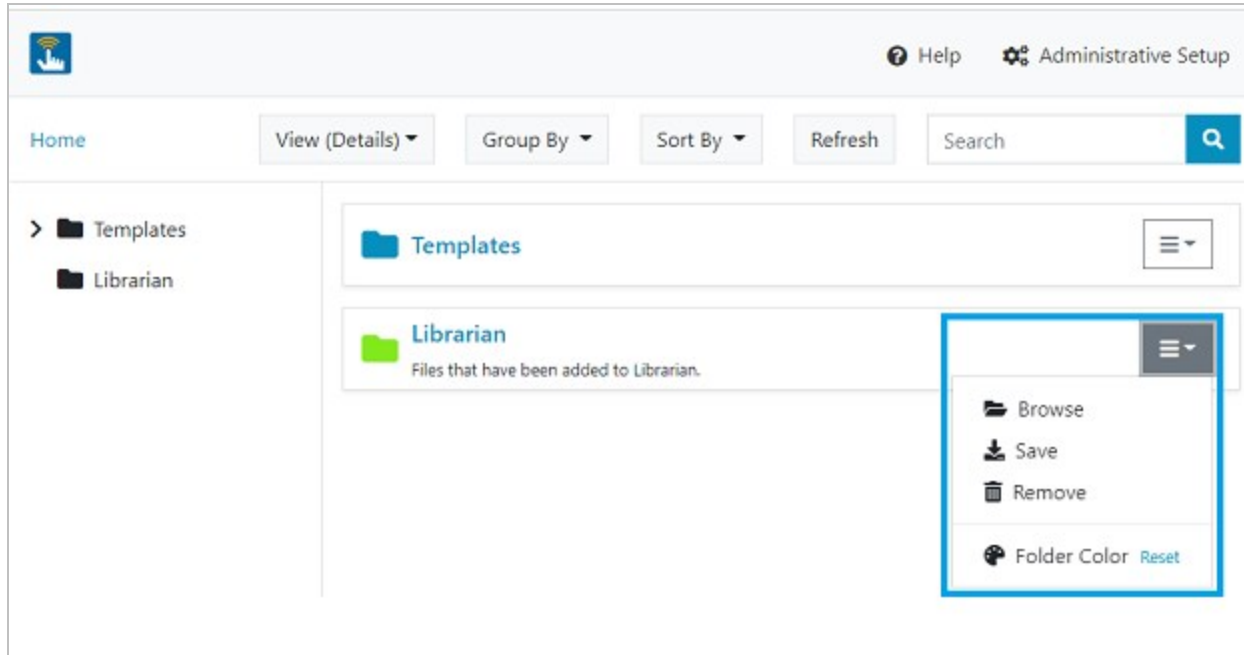 Help Administrative Setup
Home View (Details) Group By Sort By Refresh Search
Templates
Librarian
Templates
Librarian
Files that have been added to Librarian.
Browse
Save
Remove
Folder Color Reset